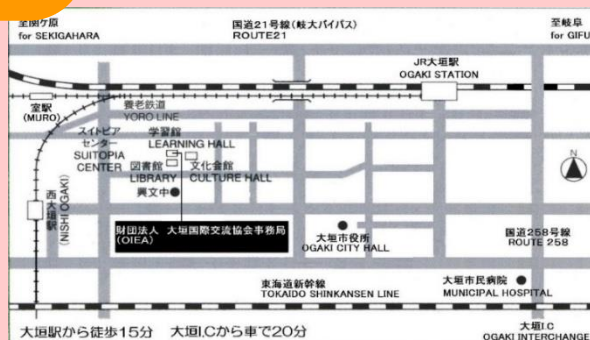 至関ケ原
for SEKIGAHARA
国道21号線(岐大バイパス)
ROUTE21
至岐阜
for GIFU
JR大垣駅
OGAKI STATION
室駅
(MURO)
養老鉄道
YORO LINE
スイトピア
センター
SUITOPIA
CENTER
学習館
LEARNING HALL
図書館
LIBRARY
文化会館
CULTURE HALL
興文中
N
西大垣駅
(NISHI OGAKI)
財団法人 大垣国際交流協会事務局
(OIEA)
大垣市役所
OGAKI CITY HALL
国道258号線
ROUTE 258
東海道新幹線
TOKAIDO SHINKANSEN LINE
大垣市民病院
MUNICIPAL HOSPITAL
大垣駅から徒歩15分 大垣I.Cから車で20分
大垣I.C
OGAKI INTERCHANGE